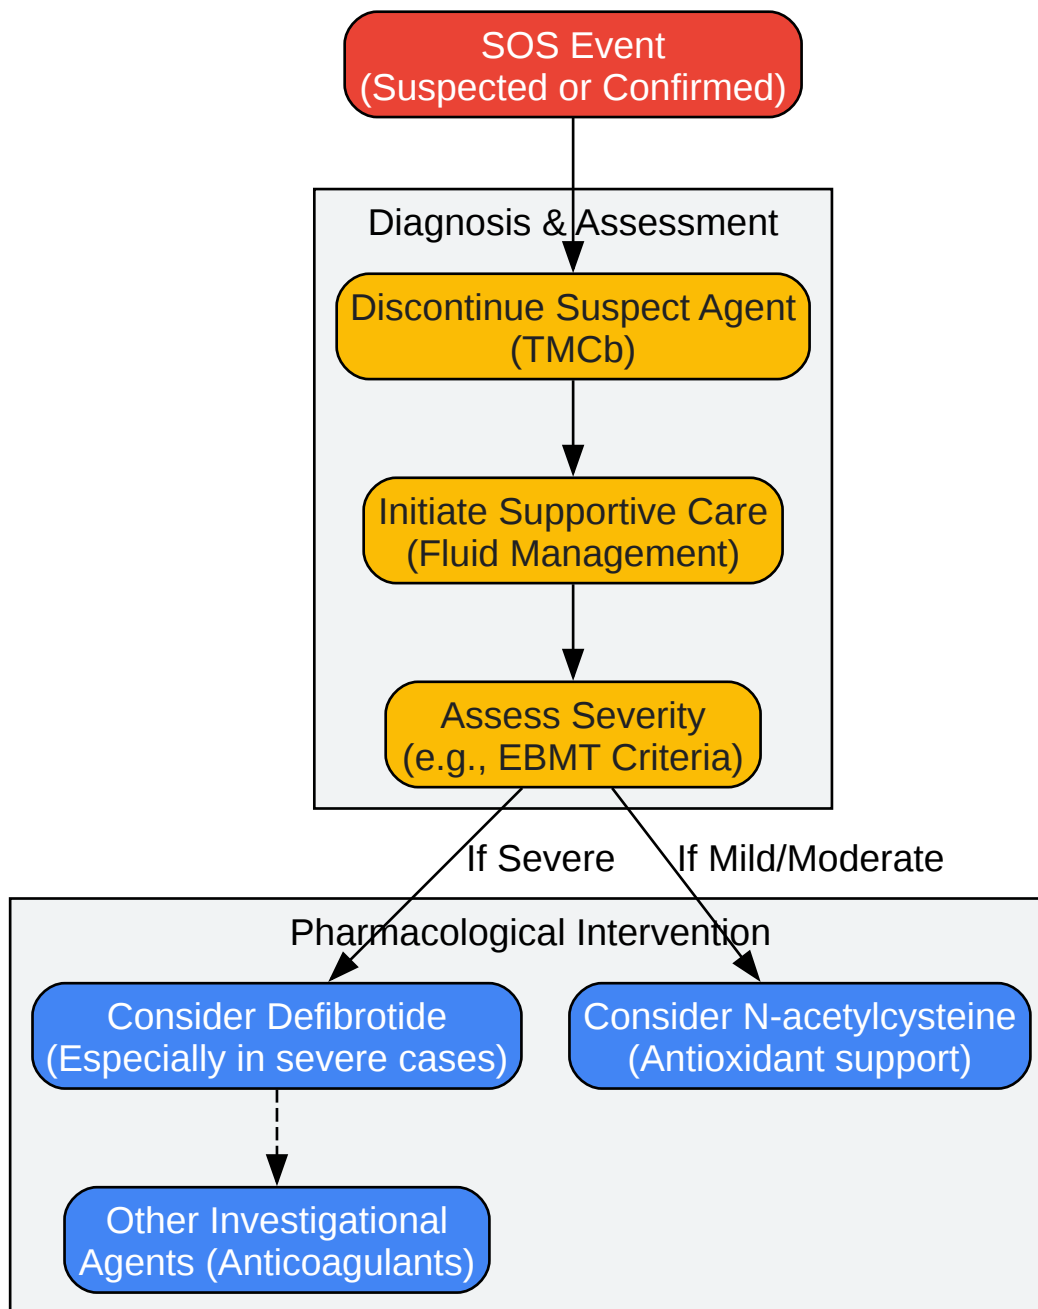 SOS Event
(Suspected or Confirmed)
Diagnosis & Assessment
Discontinue Suspect Agent
(TMCb)
Initiate Supportive Care
(Fluid Management)
Assess Severity
(e.g., EBMT Criteria)
If Severe
If Mild/Moderate
Pharmacological Intervention
Consider Defibrotide
(Especially in severe cases)
Consider N-acetylcysteine
(Antioxidant support)
Other Investigational
Agents (Anticoagulants)